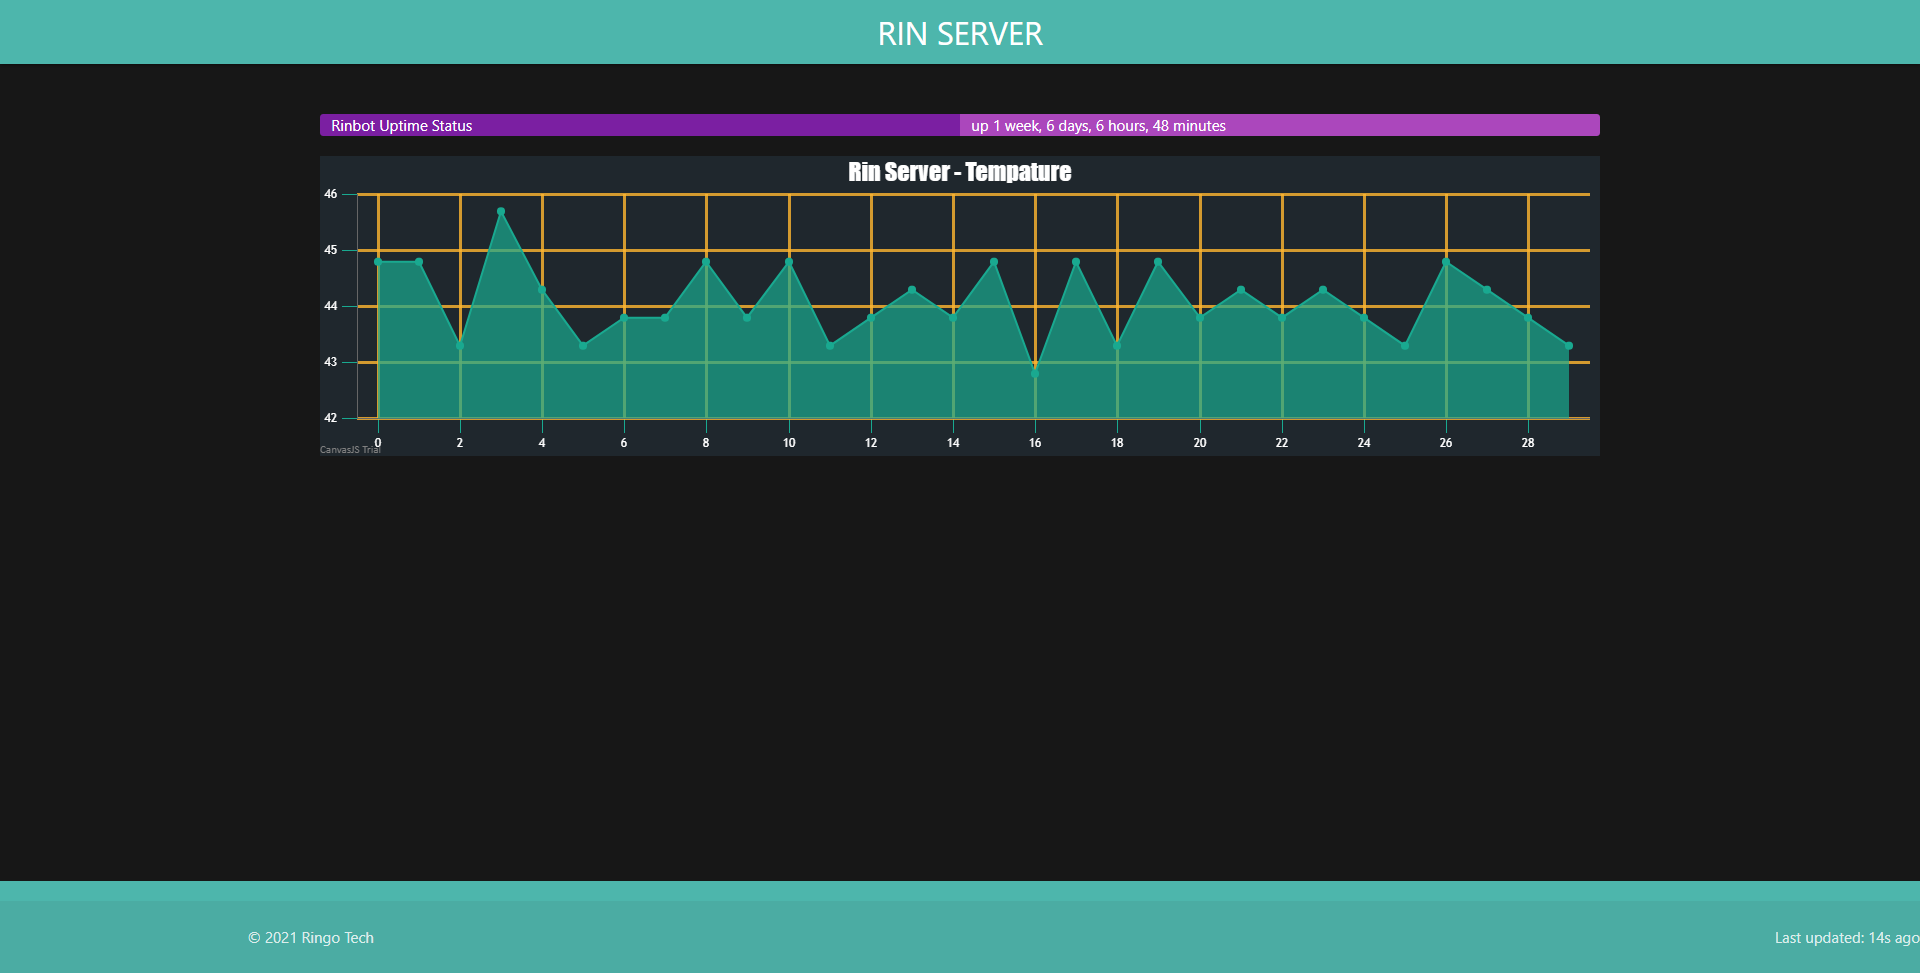 RIN SERVER
Rinbot Uptime Status up 1 week, 6 days, 6 hours, 48 minutes
Rin Server - Tempature
46
45
44
43
42
0 2 4 6 8 10 12 14 16 18 20 22 24 26 28
CanvasJS Trial
© 2021 Ringo Tech Last updated: 14s ago